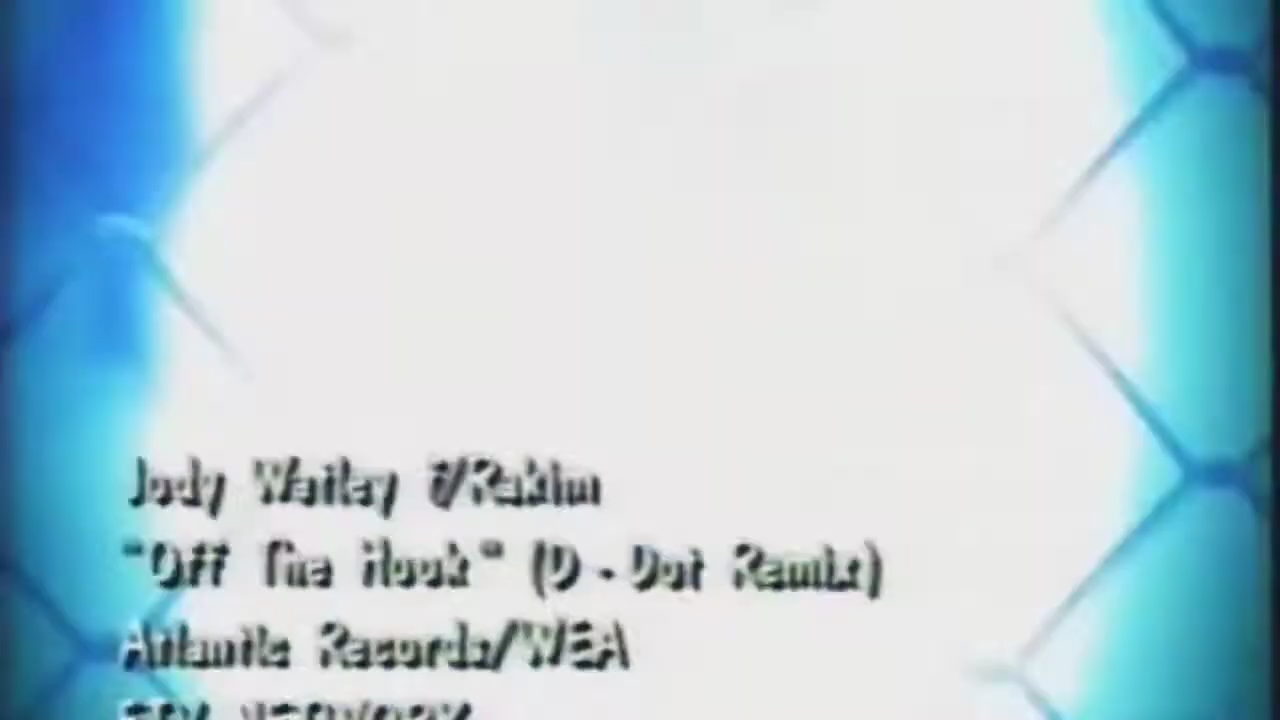 Jody Watley f/Rakim
"Off The Hook" (D-Dot Remix)
Atlantic Records/WEA